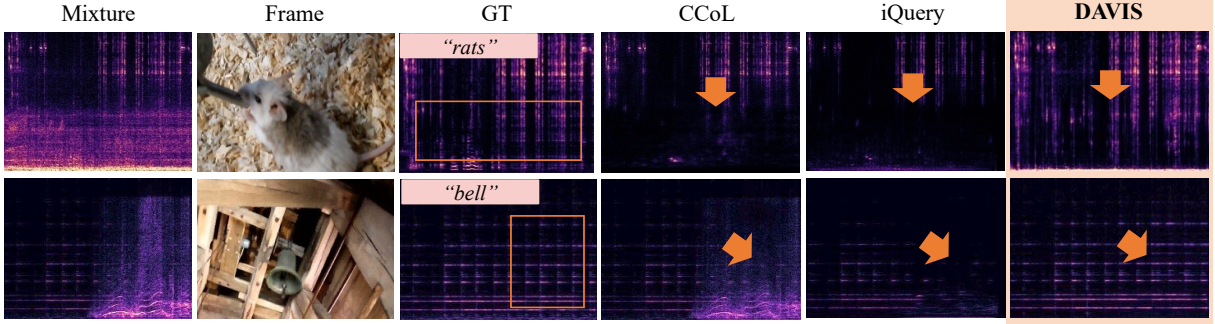 Mixture Frame GT CCoL iQuery DAVIS
“rats”
“bell”